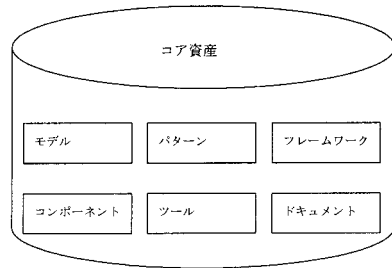 コア資産
モデル
パターン
フレームワーク
コンポーネント
ツール
ドキュメント